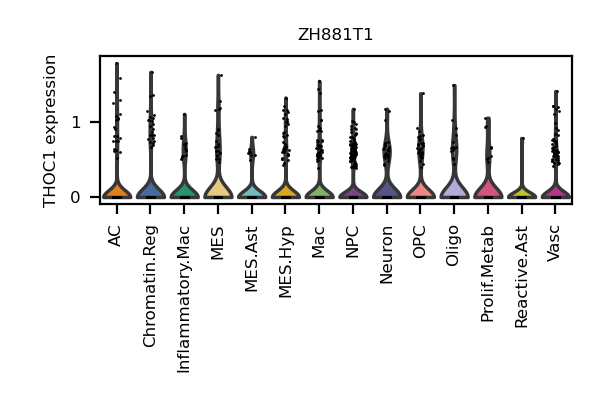 ZH881T1
THOC1 expression
1
0
AC
Chromatin.Reg
Inflammatory.Mac
MES
MES.Ast
MES.Hyp
Mac
NPC
Neuron
OPC
Oligo
Prolif.Metab
Reactive.Ast
Vasc